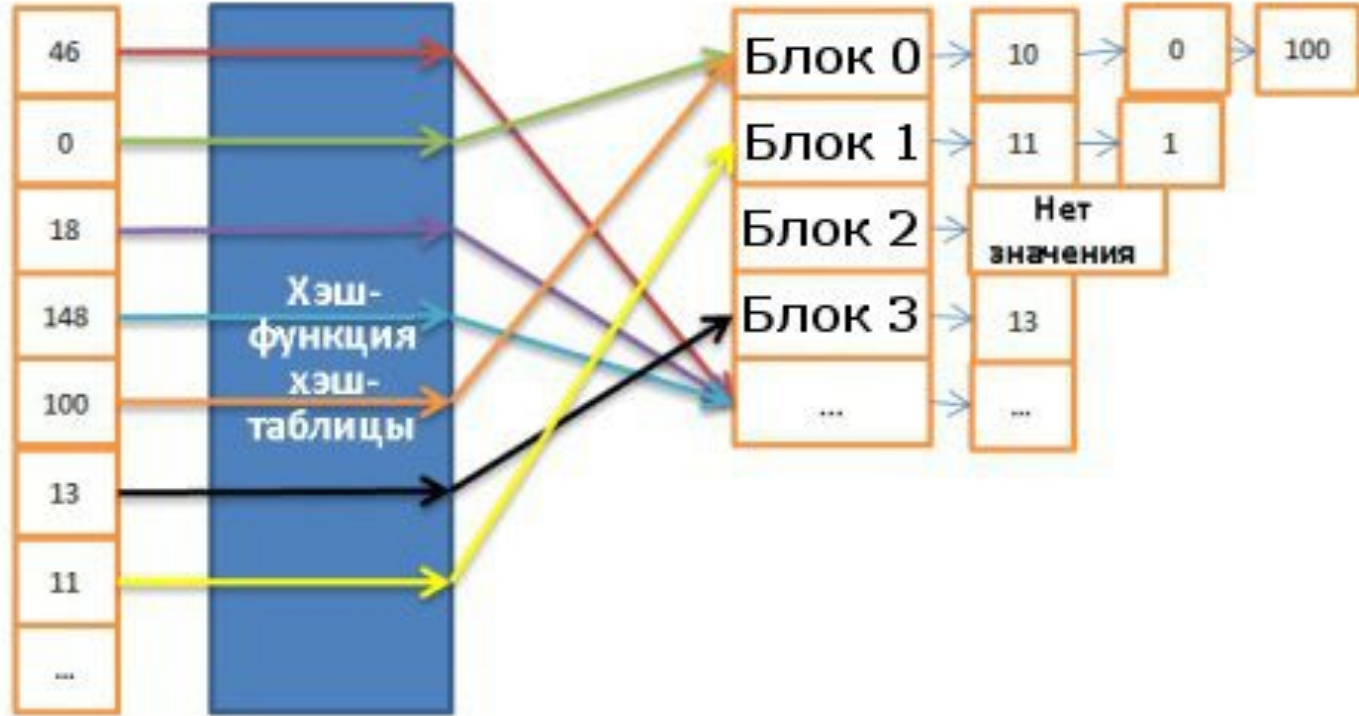 46
0
18
148
100
13
11
...
Хэш-
функция
хэш-
таблицы
Блок 0
10
0
100
Блок 1
11
1
Блок 2
Нет
значения
Блок 3
13
...
...